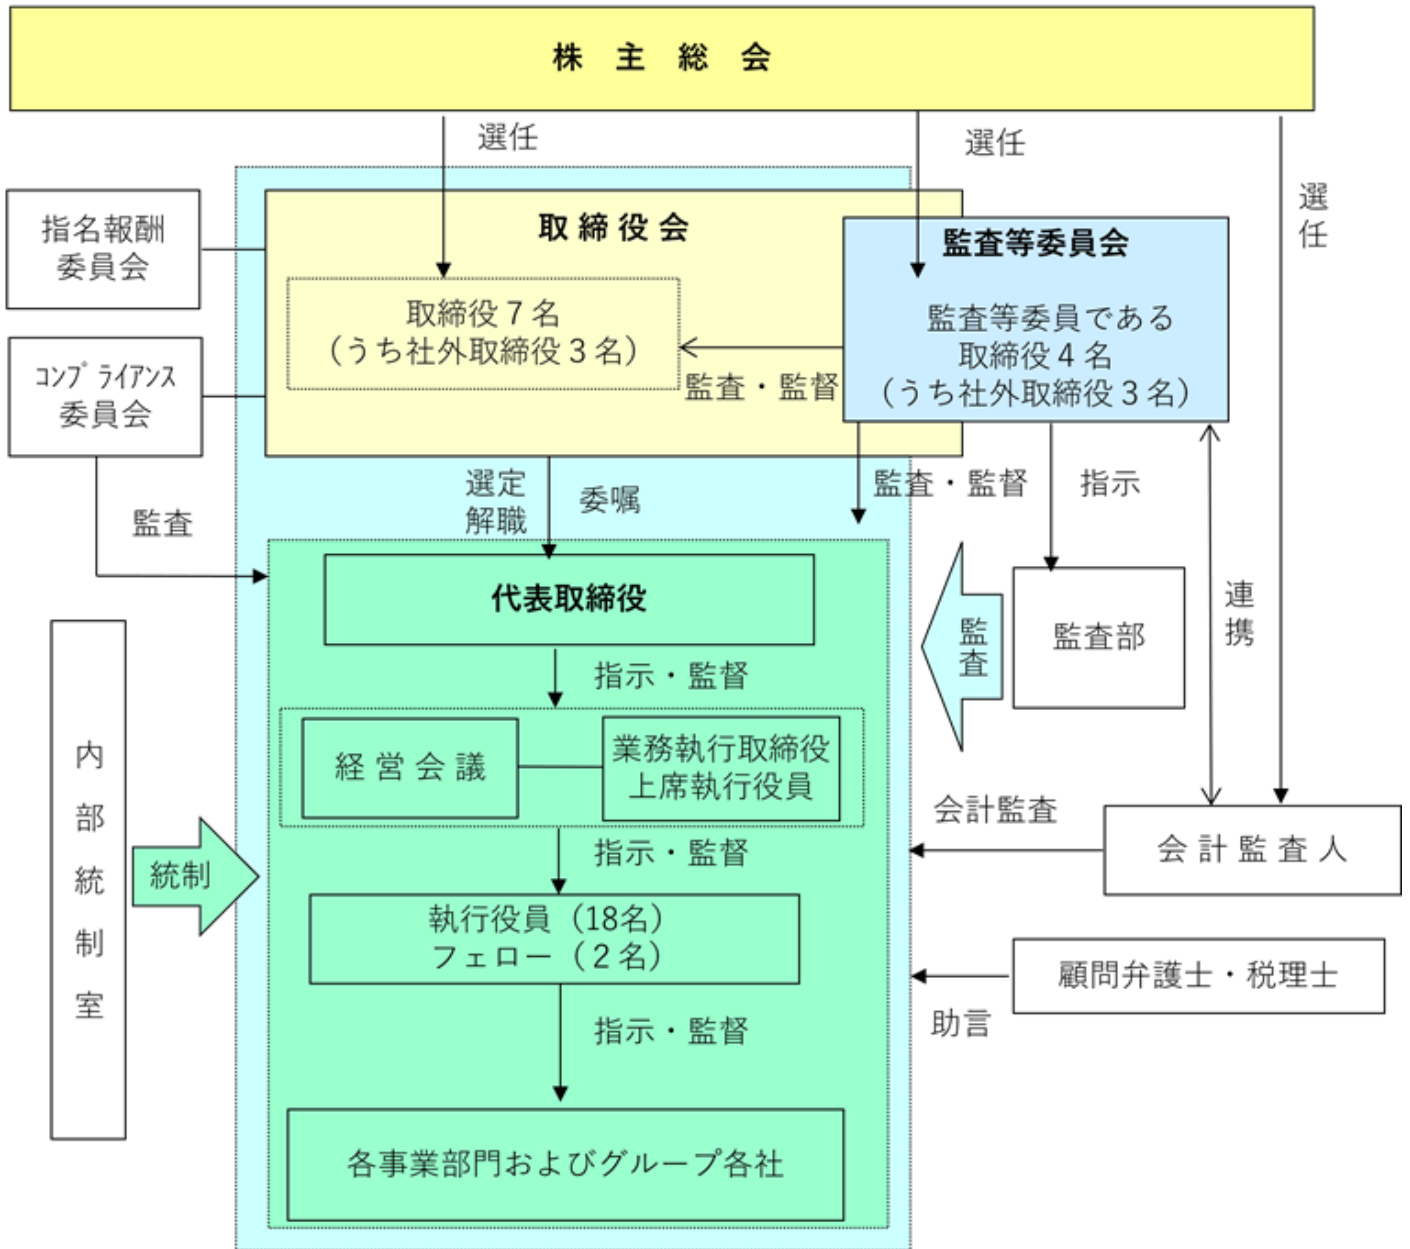 株 主 総 会
選任
選任
選任
指名報酬
委員会
取 締 役 会
監査等委員会
取締役７名
（うち社外取締役３名）
監査等委員である
取締役４名
（うち社外取締役３名）
監査・監督
ｺﾝﾌﾟﾗｲｱﾝｽ
委員会
監査
選定
解職
委嘱
監査・監督
指示
代表取締役
監査
監査部
連携
指示・監督
経 営 会 議
業務執行取締役
上席執行役員
内部統制室
統制
指示・監督
会計監査
会 計 監 査 人
執行役員（18名）
フェロー（２名）
顧問弁護士・税理士
助言
指示・監督
各事業部門およびグループ各社